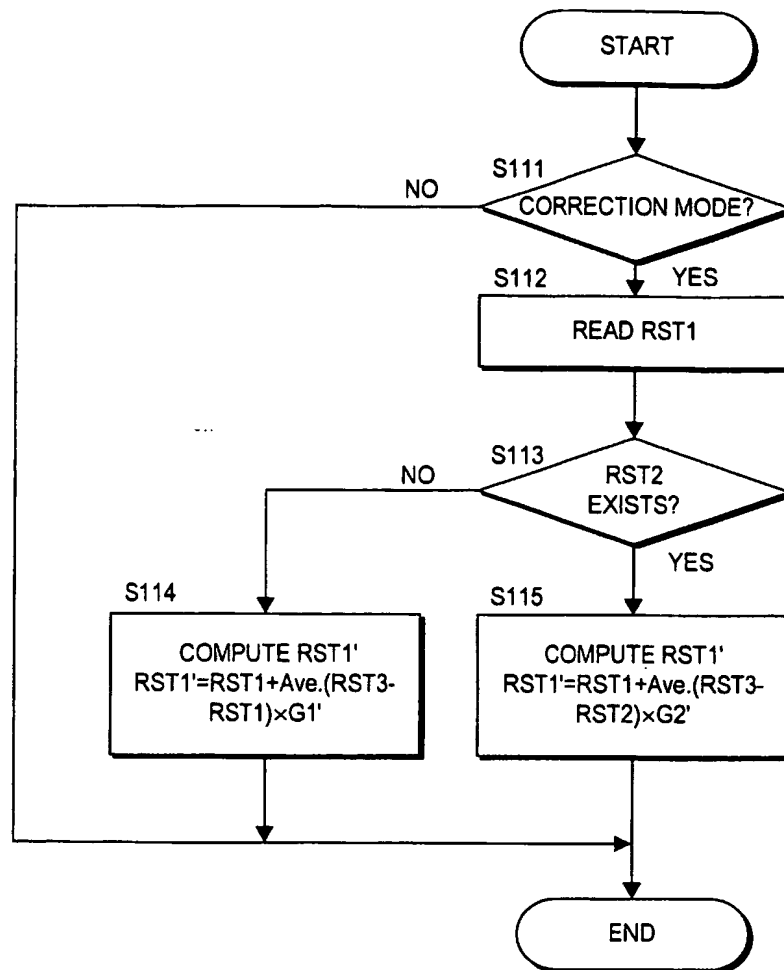 START
S111
NO
CORRECTION MODE?
S112
YES
READ RST1
S113
NO
RST2
EXISTS?
YES
S114
S115
COMPUTE RST1'
RST1'=RST1+Ave.(RST3-
RST1)×G1'
COMPUTE RST1'
RST1'=RST1+Ave.(RST3-
RST2)×G2'
END